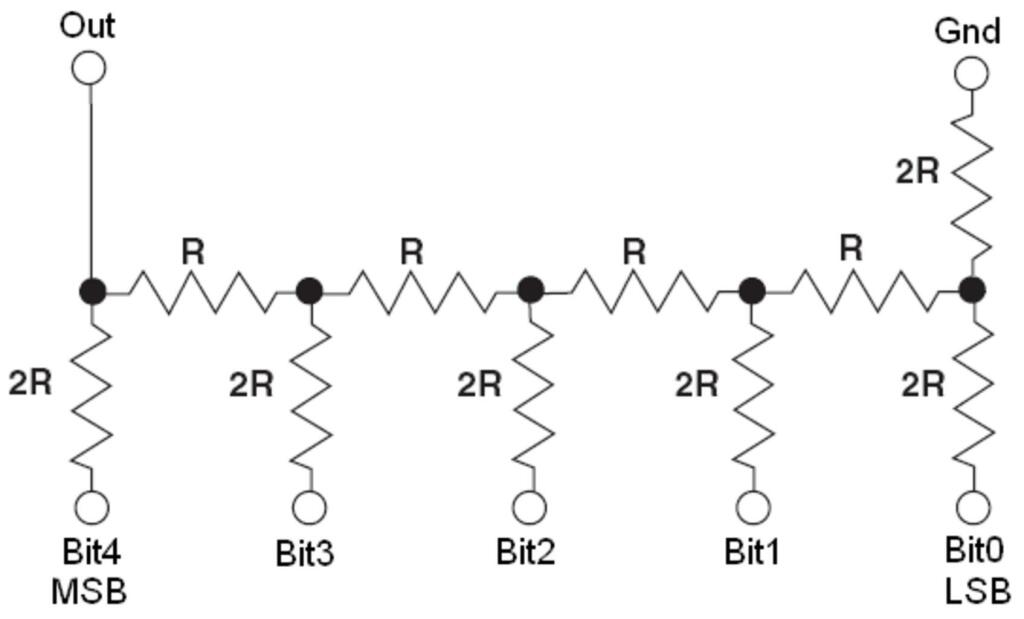 Out
Gnd
2R
R R R R
2R 2R 2R 2R 2R
Bit4 Bit3 Bit2 Bit1 Bit0
MSB LSB